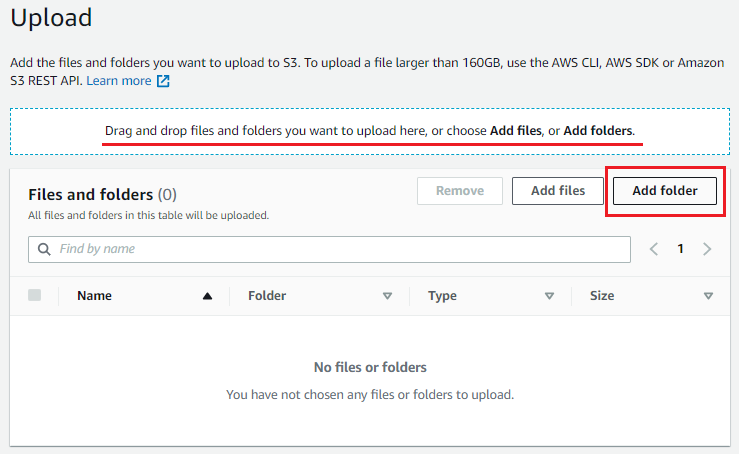 Upload
Add the files and folders you want to upload to S3. To upload a file larger than 160GB, use the AWS CLI, AWS SDK or Amazon
S3 REST API. Learn more
Drag and drop files and folders you want to upload here, or choose Add files, or Add folders.
Files and folders (0)
Remove
Add files
Add folder
All files and folders in this table will be uploaded.
Find by name
1
Name
Folder
Type
Size
No files or folders
You have not chosen any files or folders to upload.